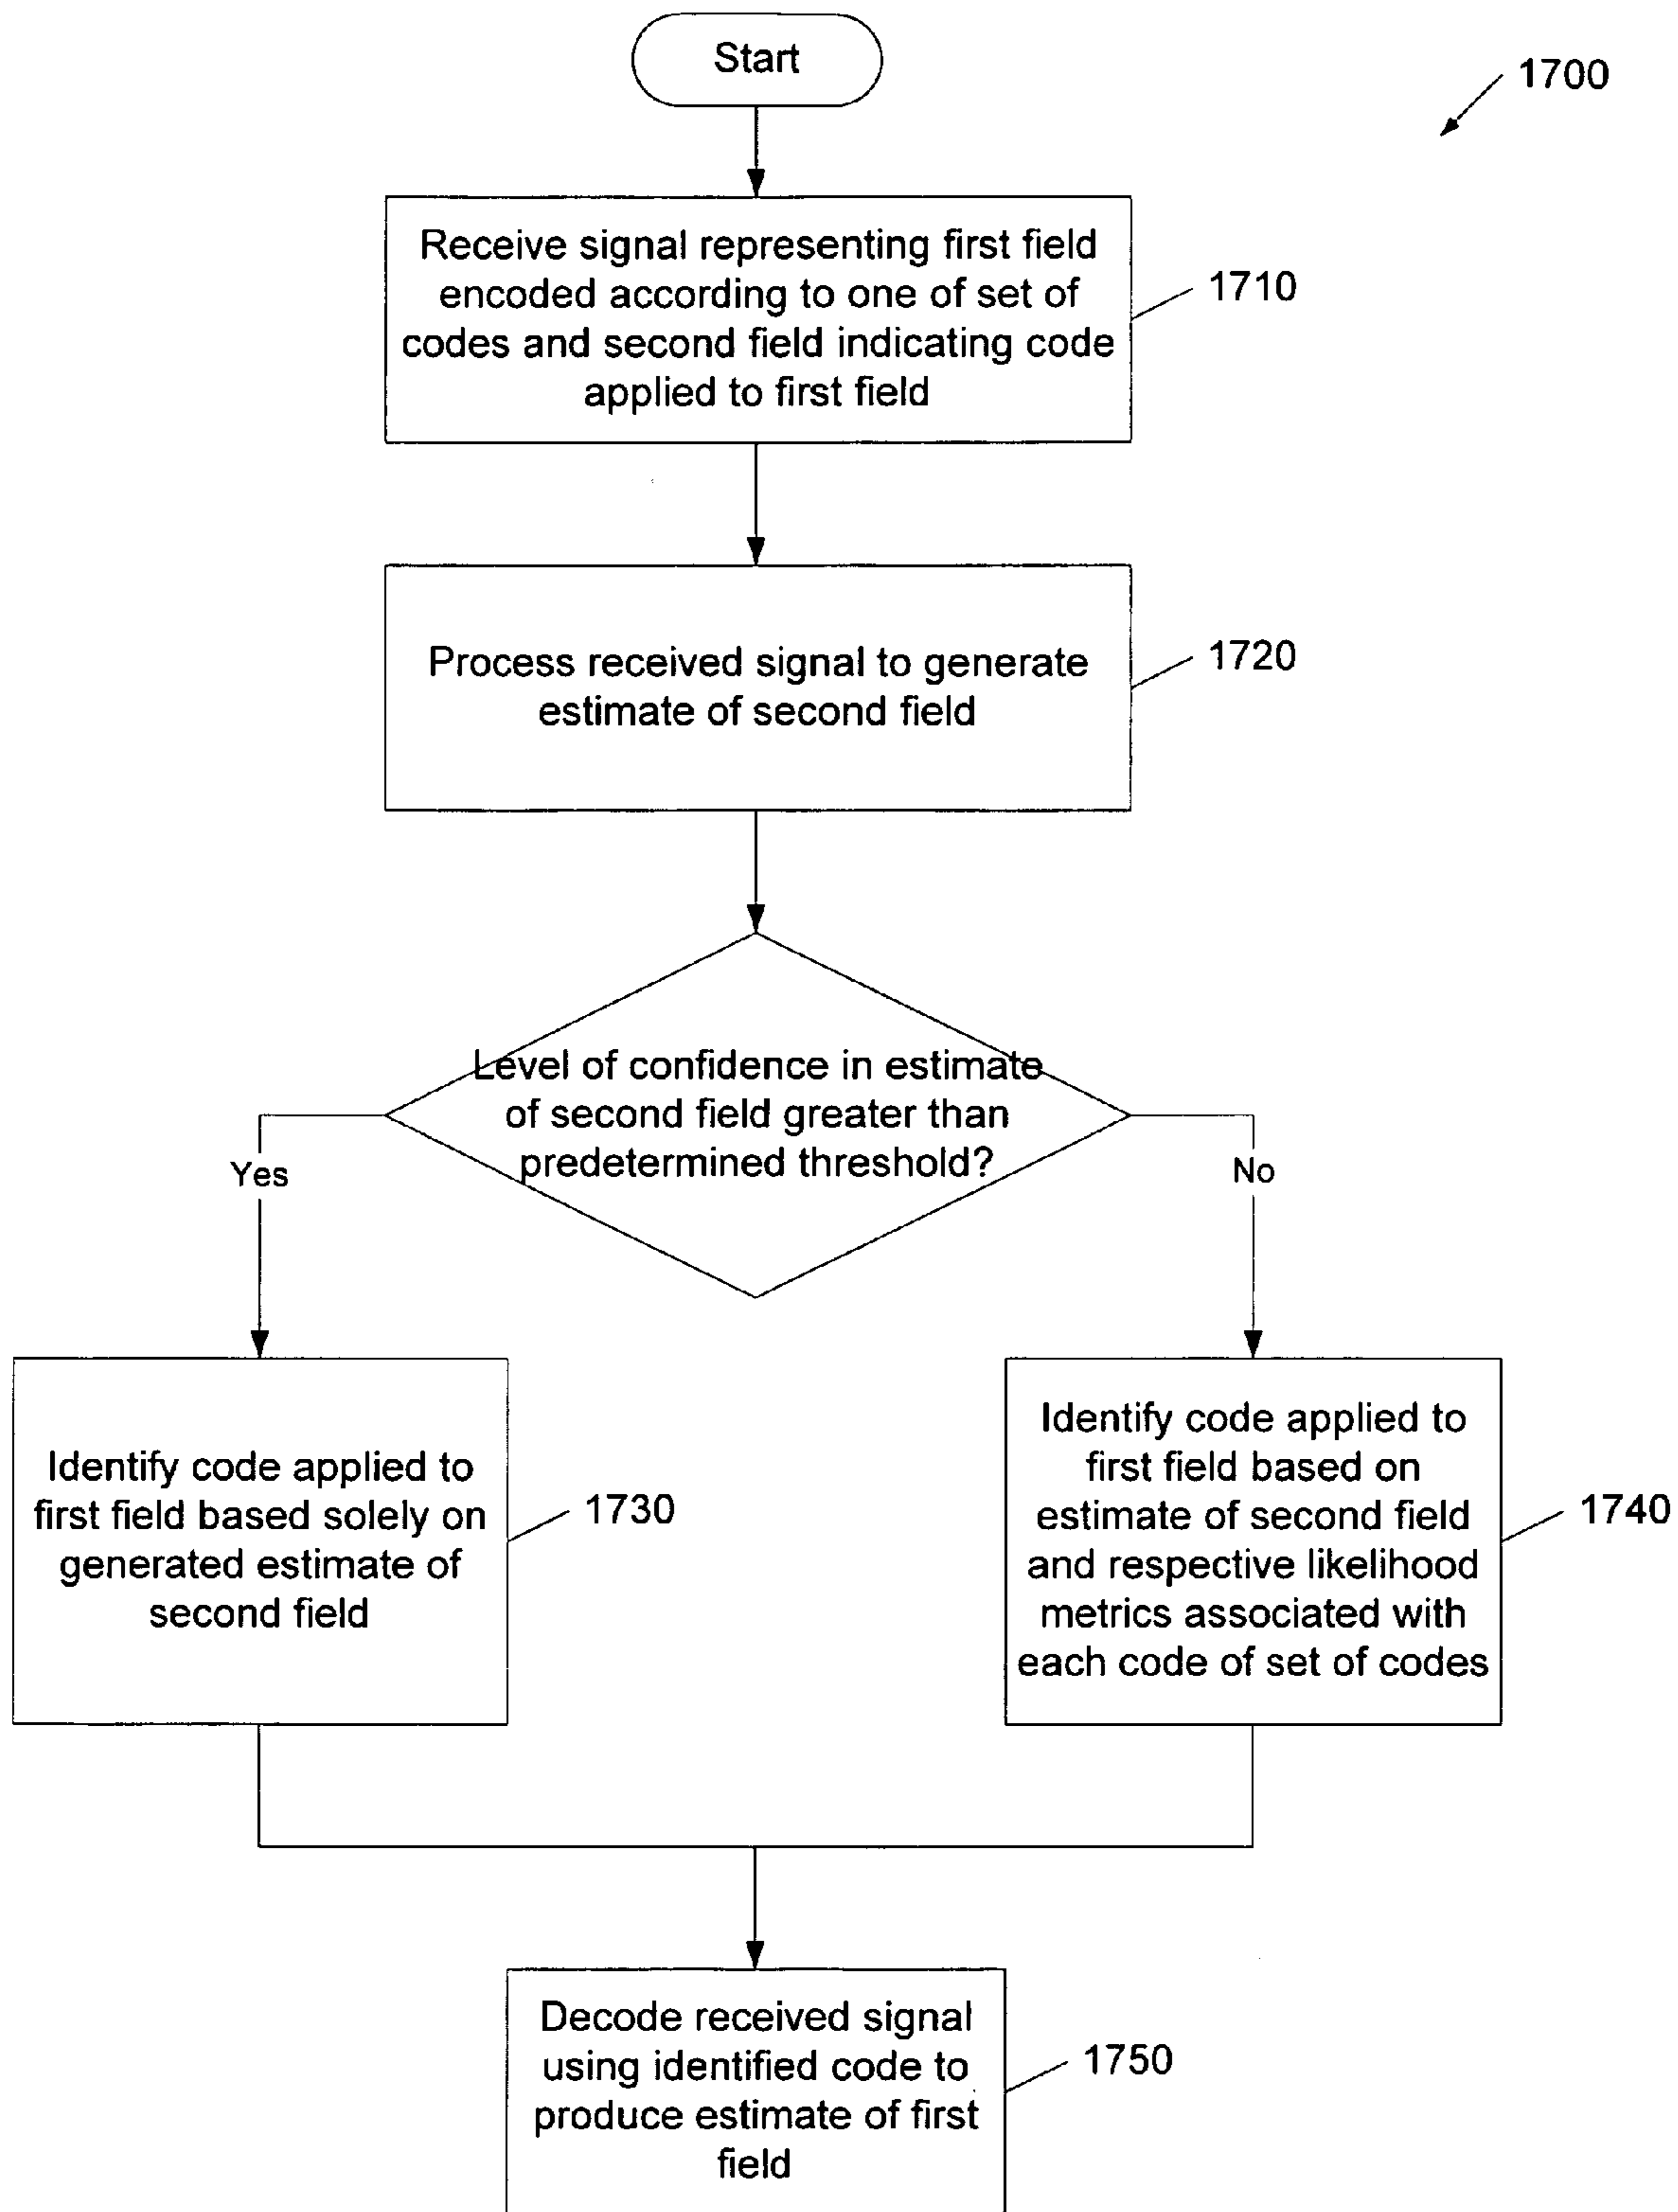 Start
1700
Receive signal representing first field
encoded according to one of set of
codes and second field indicating code
applied to first field
1710
Process received signal to generate
estimate of second field
1720
Level of confidence in estimate
of second field greater than
predetermined threshold?
Yes
No
Identify code applied to
first field based solely on
generated estimate of
second field
1730
Identify code applied to
first field based on
estimate of second field
and respective likelihood
metrics associated with
each code of set of codes
1740
Decode received signal
using identified code to
produce estimate of first
field
1750